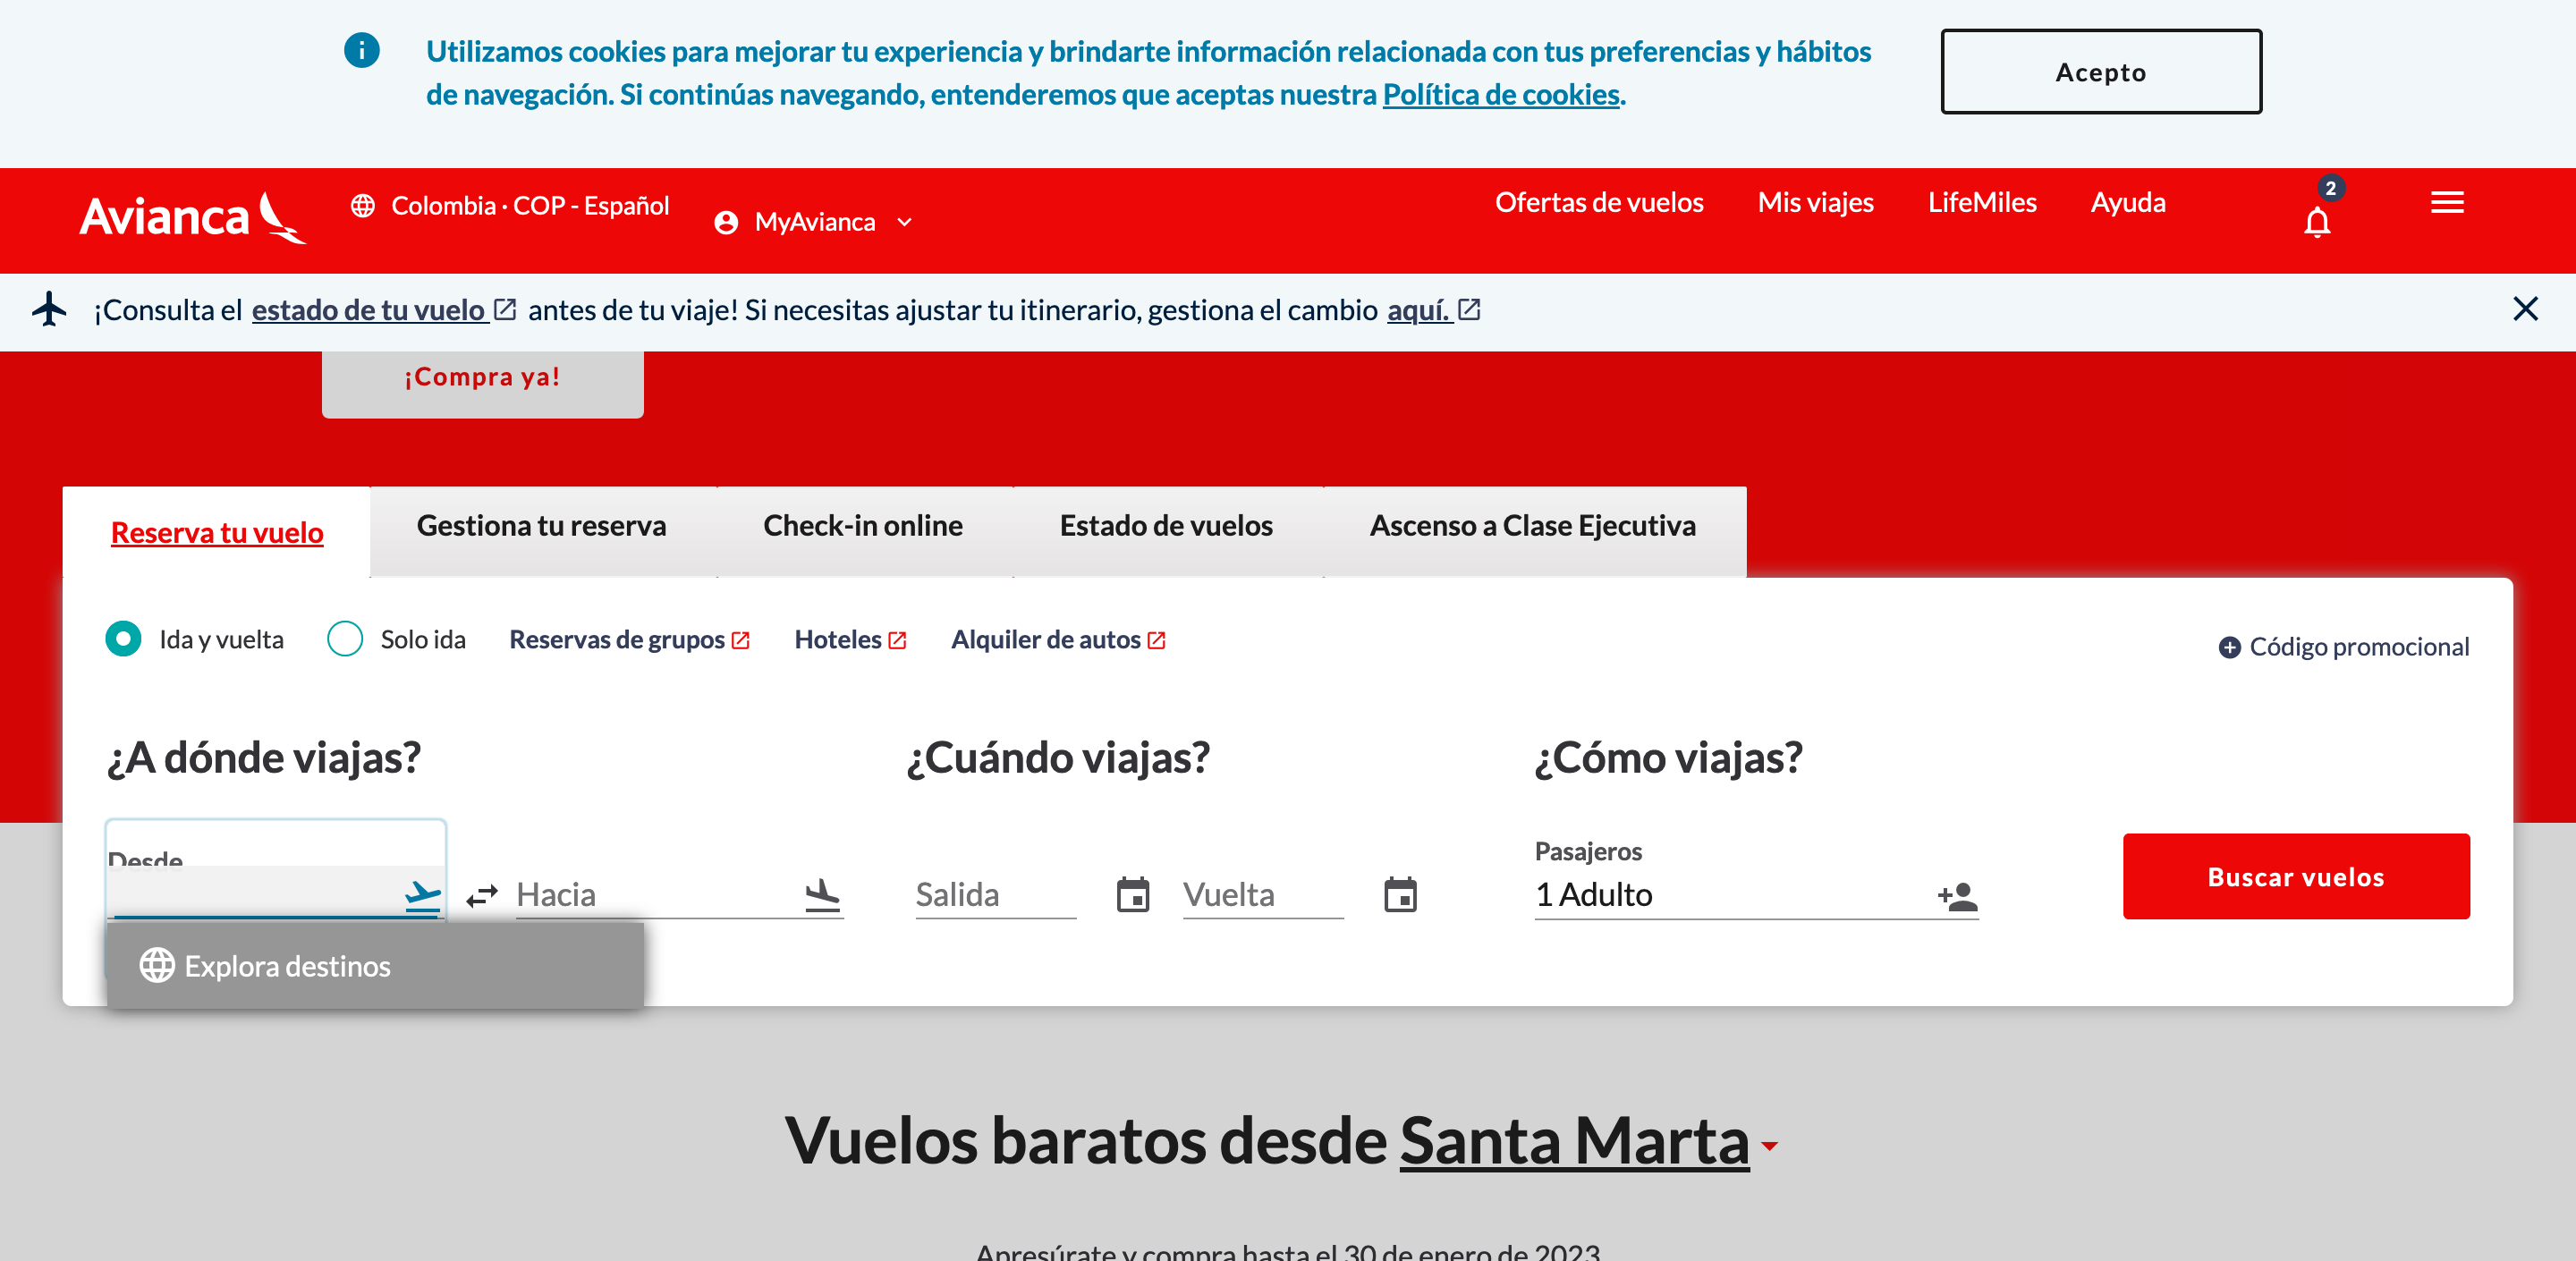 Utilizamos cookies para mejorar tu experiencia y brindarte información relacionada con tus preferencias y hábitos
de navegación. Si continúas navegando, entenderemos que aceptas nuestra Política de cookies.
Acepto
Avianca
Colombia · COP - Español
MyAvianca
Ofertas de vuelos
Mis viajes
LifeMiles
Ayuda
2
¡Consulta el estado de tu vuelo antes de tu viaje! Si necesitas ajustar tu itinerario, gestiona el cambio aquí.
¡Compra ya!
Reserva tu vuelo
Gestiona tu reserva
Check-in online
Estado de vuelos
Ascenso a Clase Ejecutiva
Ida y vuelta
Solo ida
Reservas de grupos
Hoteles
Alquiler de autos
Código promocional
¿A dónde viajas?
¿Cuándo viajas?
¿Cómo viajas?
Desde
Hacia
Salida
Vuelta
Pasajeros
1 Adulto
Buscar vuelos
Explora destinos
Vuelos baratos desde Santa Marta
Apresúrate y compra hasta el 30 de enero de 2023